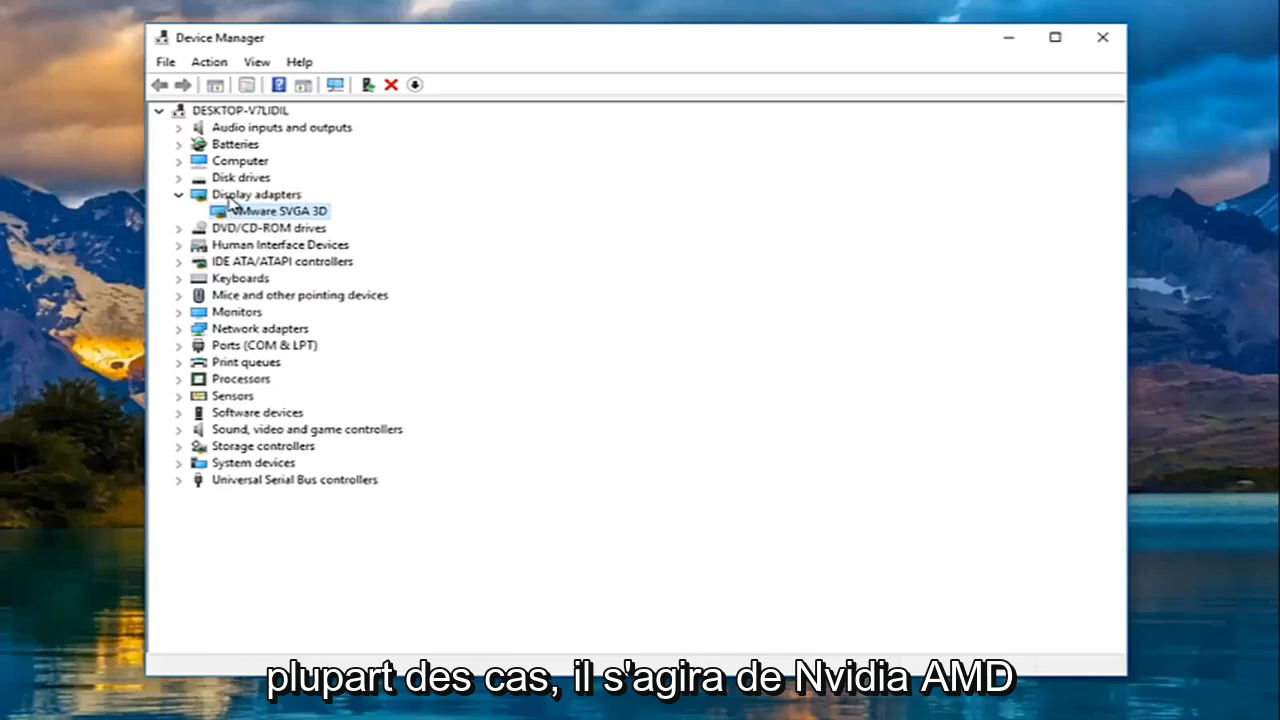 Device Manager
File Action View Help
DESKTOP-V7LIDIL
Audio inputs and outputs
Batteries
Computer
Disk drives
Display adapters
VMware SVGA 3D
DVD/CD-ROM drives
Human Interface Devices
IDE ATA/ATAPI controllers
Keyboards
Mice and other pointing devices
Monitors
Network adapters
Ports (COM & LPT)
Print queues
Processors
Sensors
Software devices
Sound, video and game controllers
Storage controllers
System devices
Universal Serial Bus controllers
plupart des cas, il s'agira de Nvidia AMD